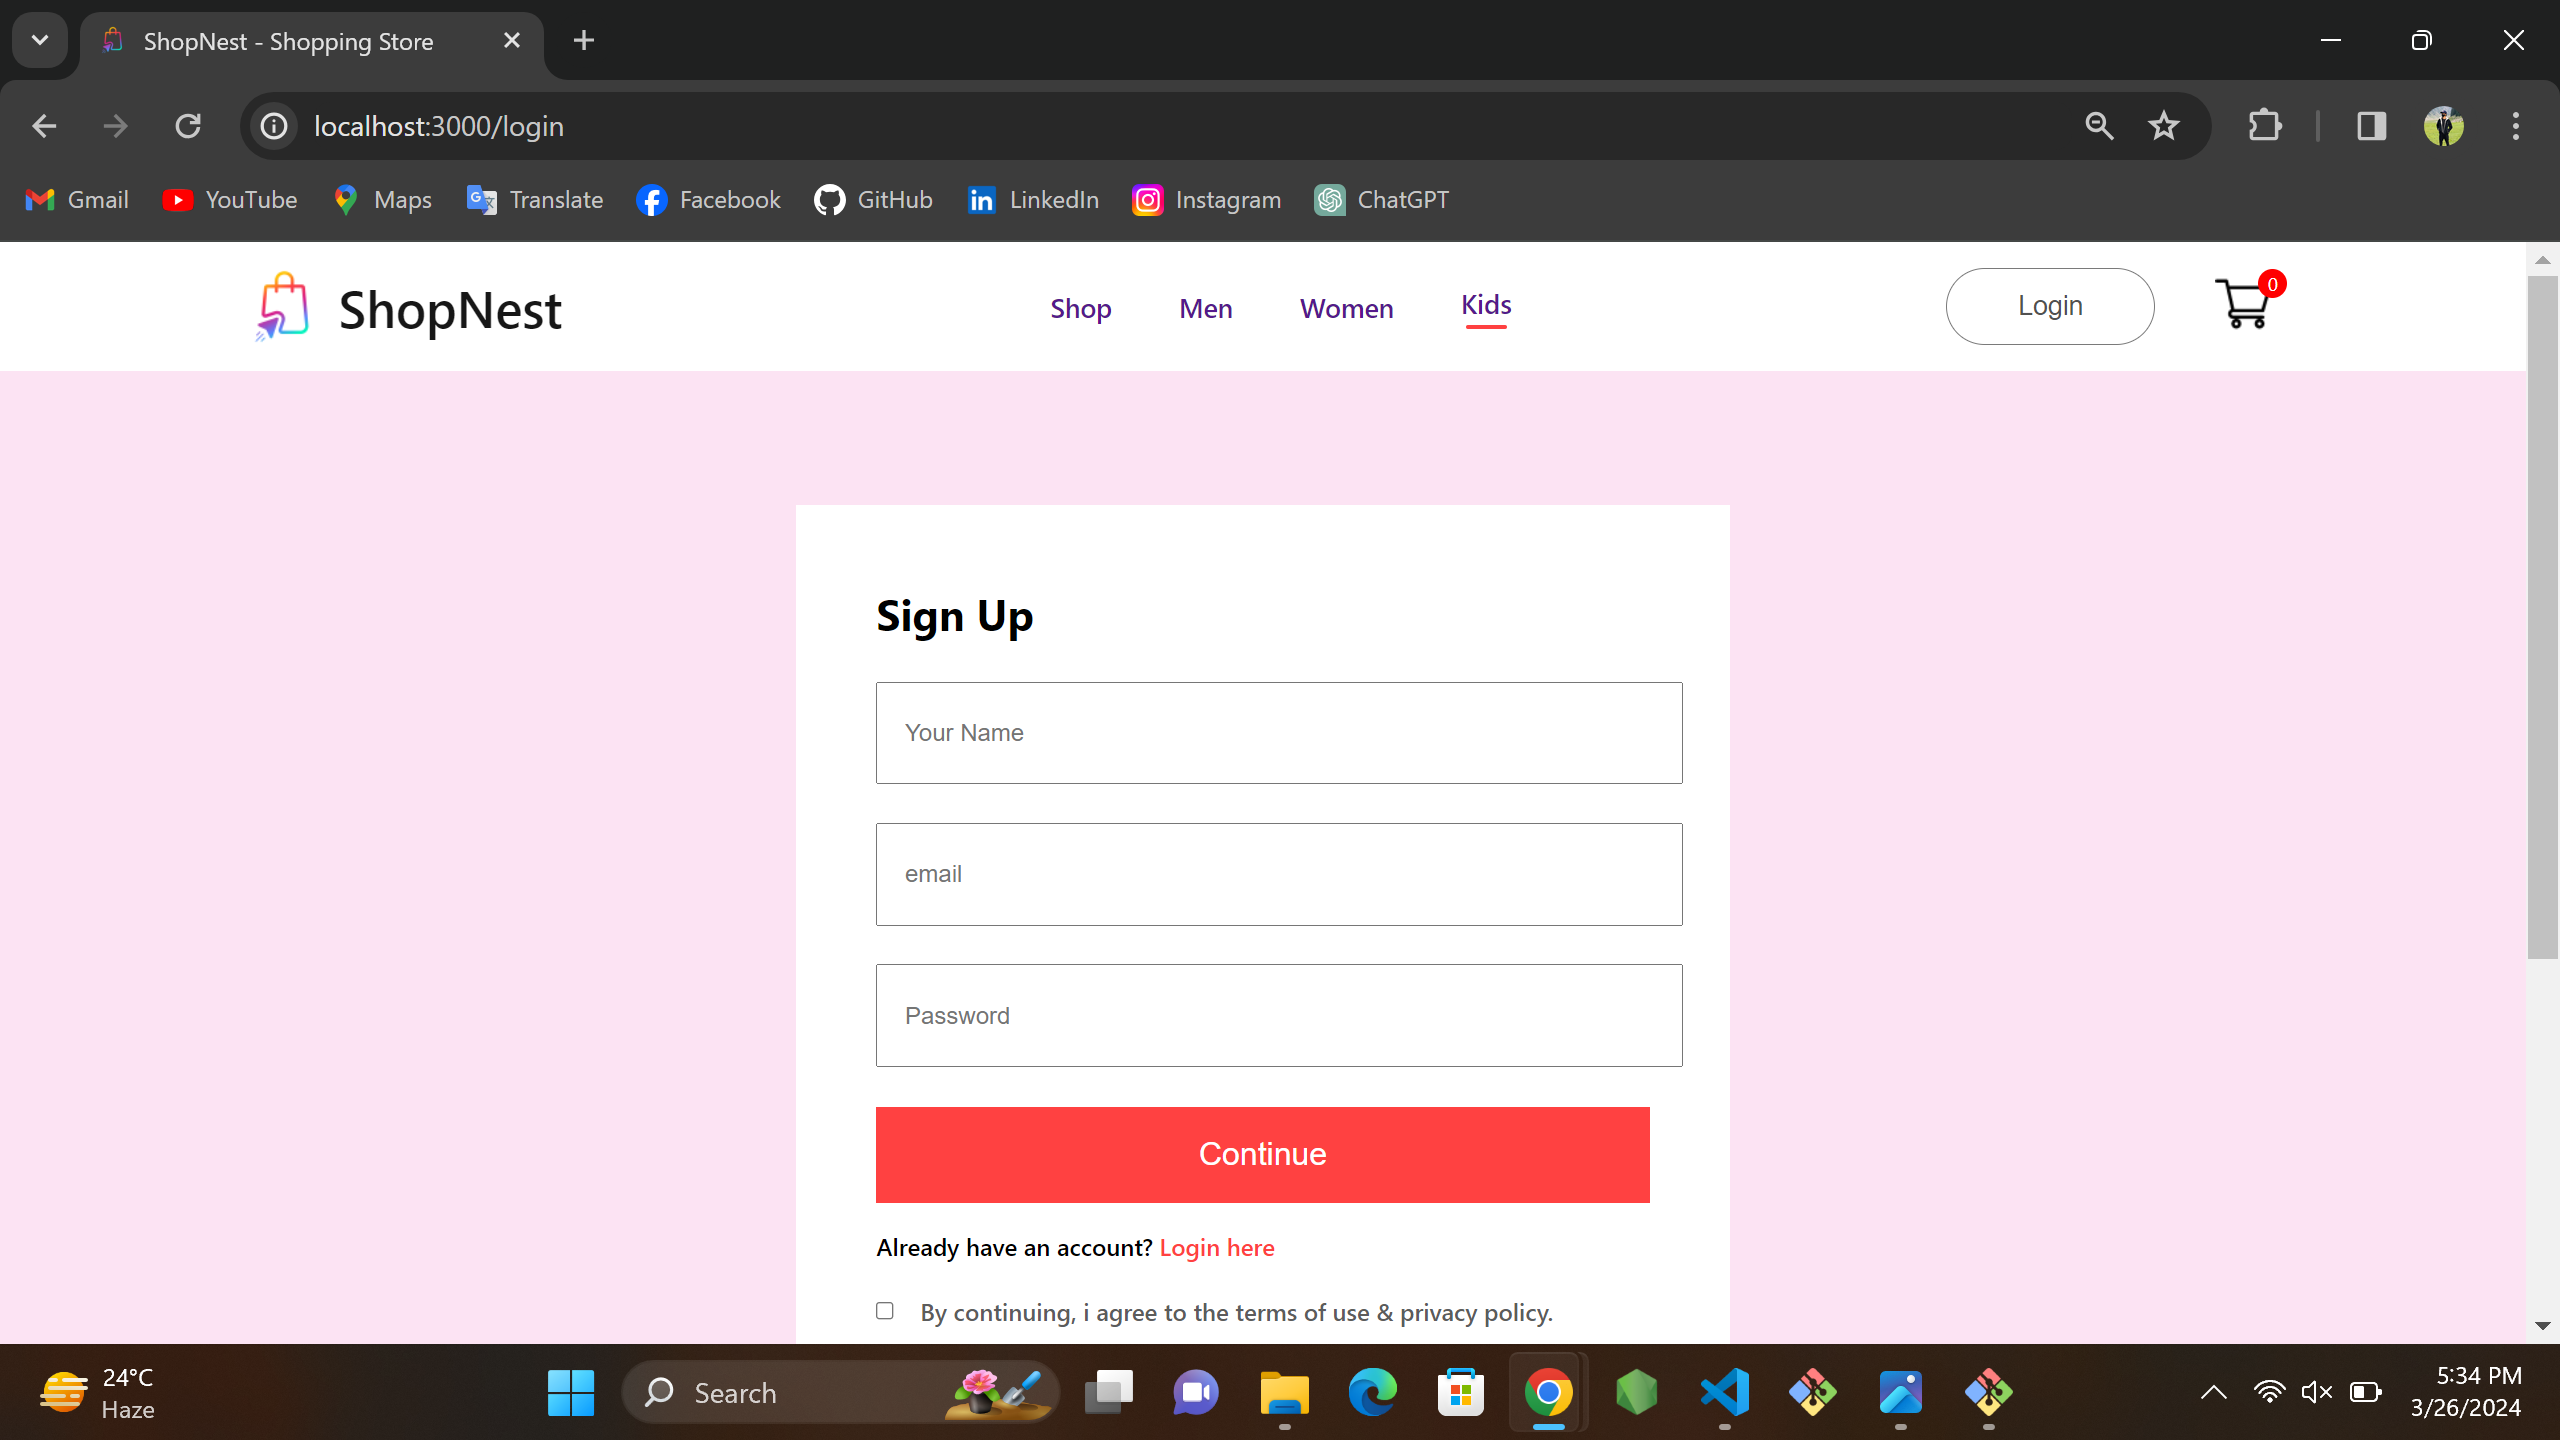 ShopNest - Shopping Store
localhost:3000/login
Gmail YouTube Maps Translate Facebook GitHub LinkedIn Instagram ChatGPT
ShopNest Shop Men Women Kids Login 0
Sign Up
Your Name
email
Password
Continue
Already have an account? Login here
By continuing, i agree to the terms of use & privacy policy.
24°C
Haze
Search
5:34 PM
3/26/2024